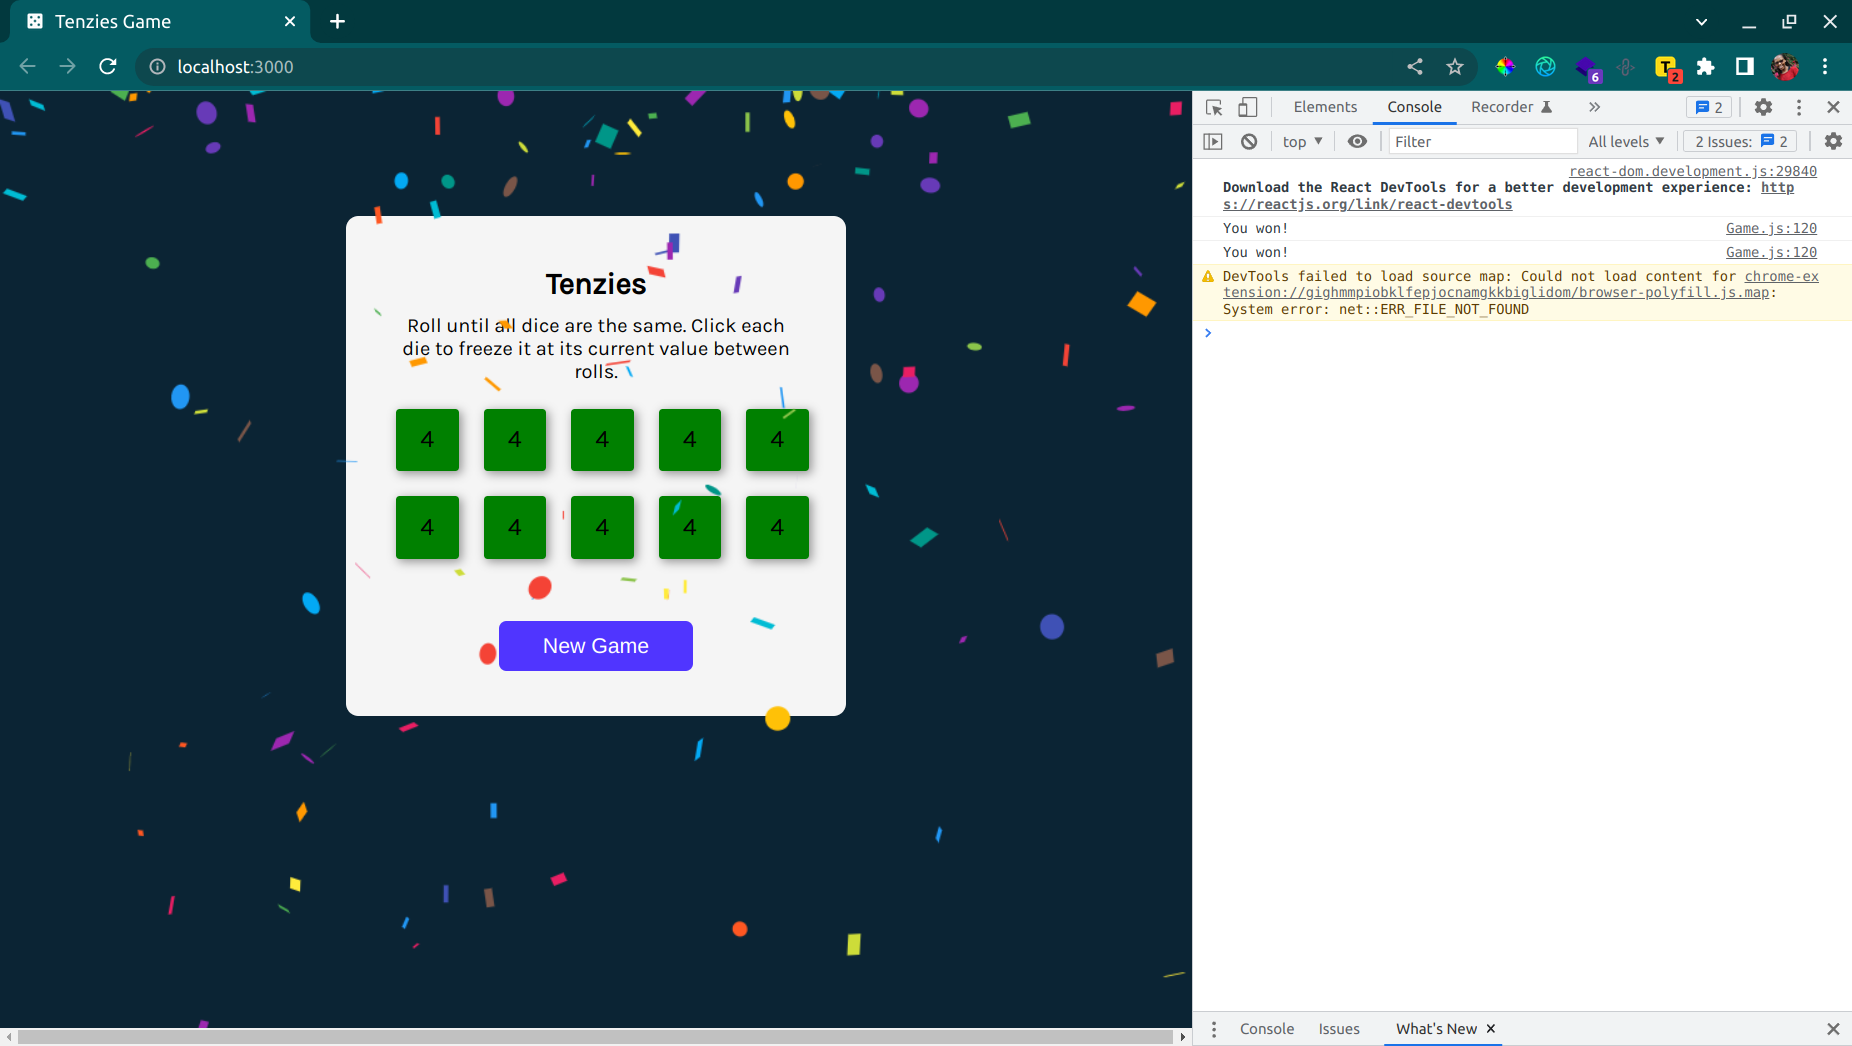 Tenzies Game
localhost:3000
6
T
2
Elements
Console
Recorder
2
top
Filter
All levels
2 Issues:
2
react-dom.development.js:29840
Download the React DevTools for a better development experience: http
s://reactjs.org/link/react-devtools
You won!
Game.js:120
You won!
Game.js:120
DevTools failed to load source map: Could not load content for chrome-ex
tension://gighmmpiobklfepjocnamgkkbiglidom/browser-polyfill.js.map:
System error: net::ERR_FILE_NOT_FOUND
Tenzies
Roll until all dice are the same. Click each
die to freeze it at its current value between
rolls.
4 4 4 4 4
4 4 4 4 4
New Game
Console
Issues
What's New